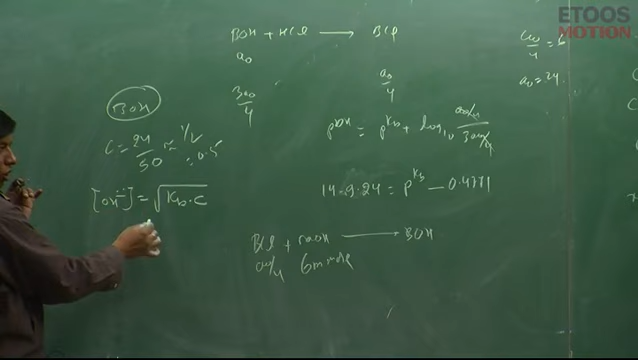 ETOOS
MOTION
BOH + HCl ⟶ BCl
a₀
a₀/4
3a₀/4
a₀/4 = 6
a₀ = 24
BOH
C = 24/50 ≈ 1/2
≈ 0.5
[OH⁻] = √Kb.C
pOH = pKb + log₁₀ (a₀/4)/(3a₀/4)
14 - 9.24 = pKb - 0.4771
BCl + NaOH ⟶ BOH
a₀/4 6 mmole